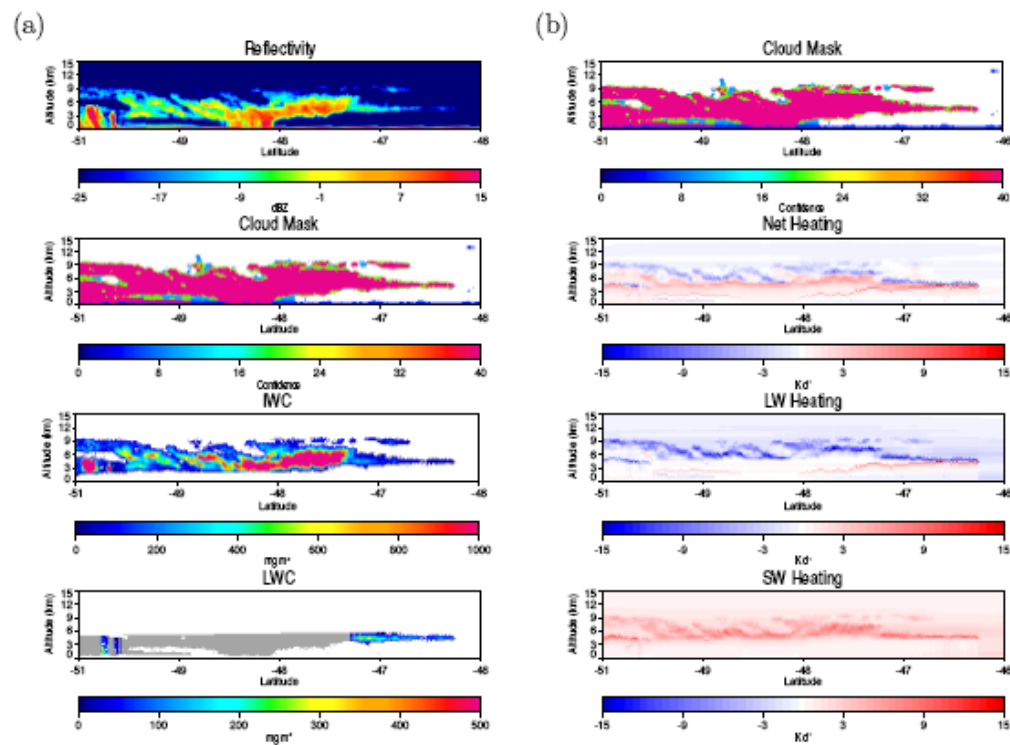 (a)
Reflectivity
Altitude (km)
15
12
9
6
3
0
-51 -49 -48 -47 -48
Latitude
-25 -17 -9 -1 7 15
dBZ
Cloud Mask
Altitude (km)
15
12
9
6
3
0
-51 -49 -48 -47 -48
Latitude
0 8 16 24 32 40
Confidence
IWC
Altitude (km)
15
12
9
6
3
0
-51 -49 -48 -47 -48
Latitude
0 200 400 600 800 1000
LWC
Altitude (km)
15
12
9
6
3
0
-51 -49 -48 -47 -48
Latitude
0 100 200 300 400 500
(b)
Cloud Mask
Altitude (km)
15
12
9
6
3
0
-51 -49 -48 -47 -46
Latitude
0 8 16 24 32 40
Confidence
Net Heating
Altitude (km)
15
12
9
6
3
0
-51 -49 -48 -47 -46
Latitude
-15 -9 -3 3 9 15
LW Heating
Altitude (km)
15
12
9
6
3
0
-51 -49 -48 -47 -46
Latitude
-15 -9 -3 3 9 15
SW Heating
Altitude (km)
15
12
9
6
3
0
-51 -49 -48 -47 -46
Latitude
-15 -9 -3 3 9 15